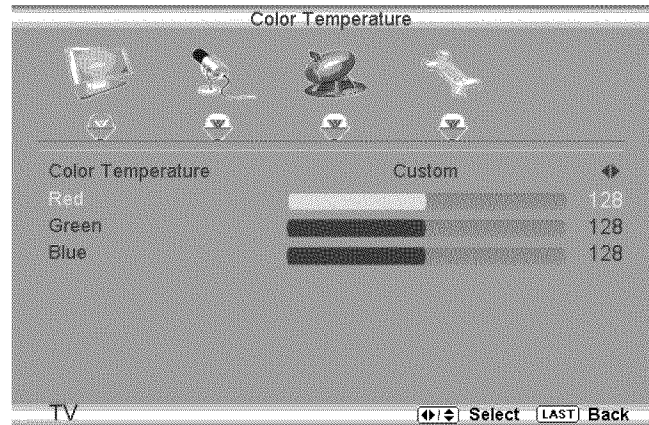 Color Temperature
Color Temperature Custom
Red 128
Green 128
Blue 128
TV Select LAST Back